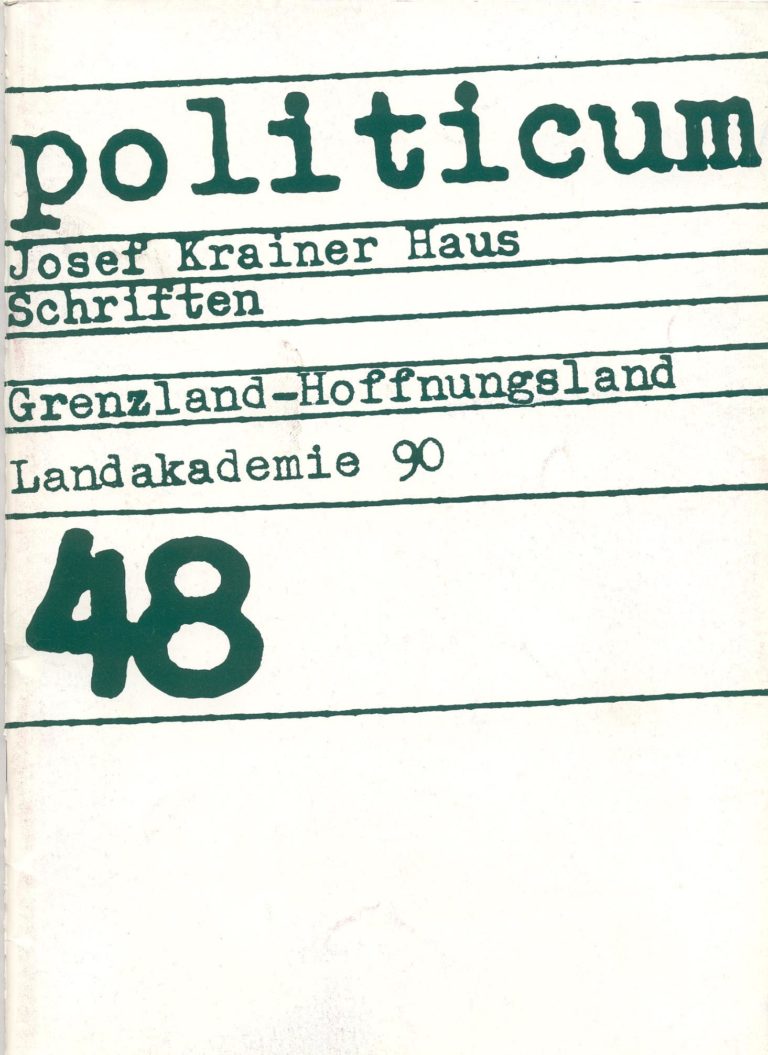 politicum
Josef Krainer Haus
Schriften
Grenzland-Hoffnungsland
Landakademie 90
48